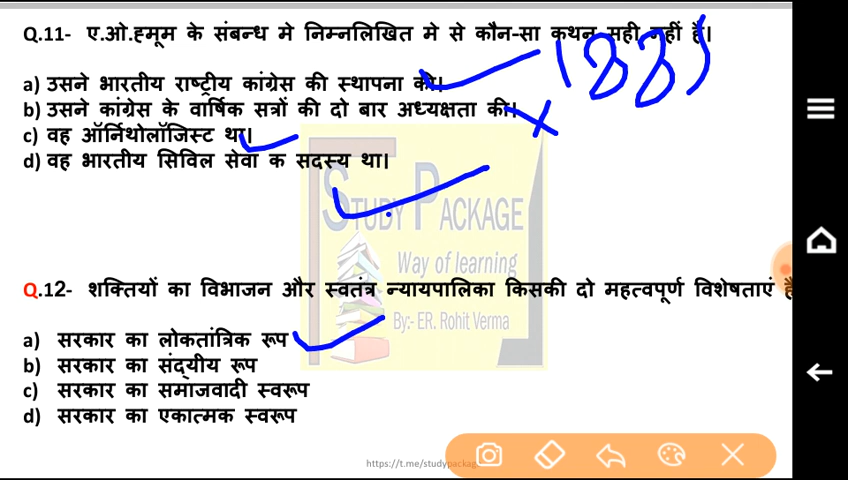 Q.11- ए.ओ.ह्मूम के संबन्ध मे निम्नलिखित मे से कौन-सा कथन सही नहीं है।
(83)
a) उसने भारतीय राष्ट्रीय कांग्रेस की स्थापना की।
b) उसने कांग्रेस के वार्षिक सत्रों की दो बार अध्यक्षता की।
c) वह ऑर्निथोलॉजिस्ट था।
d) वह भारतीय सिविल सेवा क सदस्य था।
STUDY PACKAGE
Way of learning
By:- ER. Rohit Verma
Q.12- शक्तियों का विभाजन और स्वतंत्र न्यायपालिका किसकी दो महत्वपूर्ण विशेषताएं है
a) सरकार का लोकतांत्रिक रूप
b) सरकार का संद्यीय रूप
c) सरकार का समाजवादी स्वरूप
d) सरकार का एकात्मक स्वरूप
https://t.me/studypackag